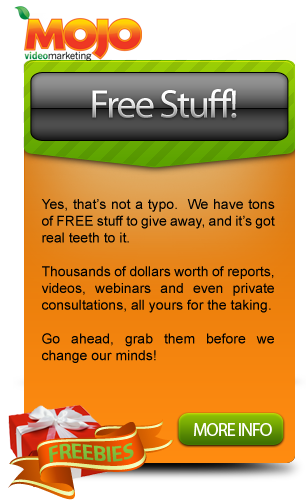 MOJO
videomarketing
Free Stuff!
Yes, that's not a typo. We have tons
of FREE stuff to give away, and it's got
real teeth to it.
Thousands of dollars worth of reports,
videos, webinars and even private
consultations, all yours for the taking.
Go ahead, grab them before we
change our minds!
FREEBIES
MORE INFO